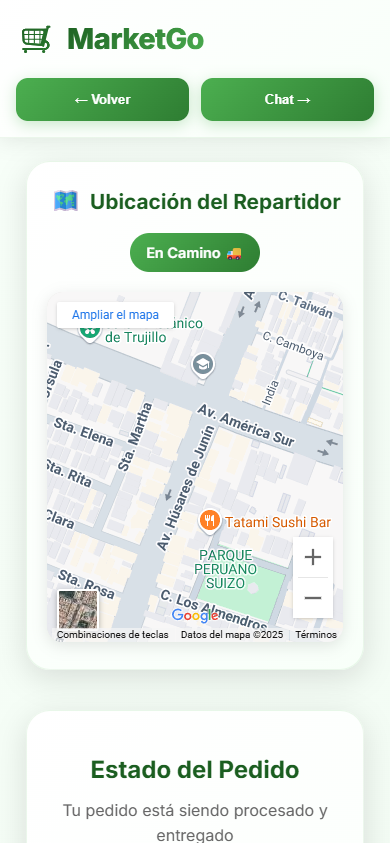 MarketGo
← Volver
Chat →
Ubicación del Repartidor
En Camino
Ampliar el mapa
de Trujillo
C. Taiwán
C. Camboya
India
Av. América Sur
Sta. Elena
Sta. Martha
Sta. Rita
Clara
Av. Húsares de Junín
Tatami Sushi Bar
PARQUE
PERUANO
SUIZO
Sta. Rosa
C. Los Almendros
Google
Combinaciones de teclas
Datos del mapa ©2025
Términos
Estado del Pedido
Tu pedido está siendo procesado y
entregado